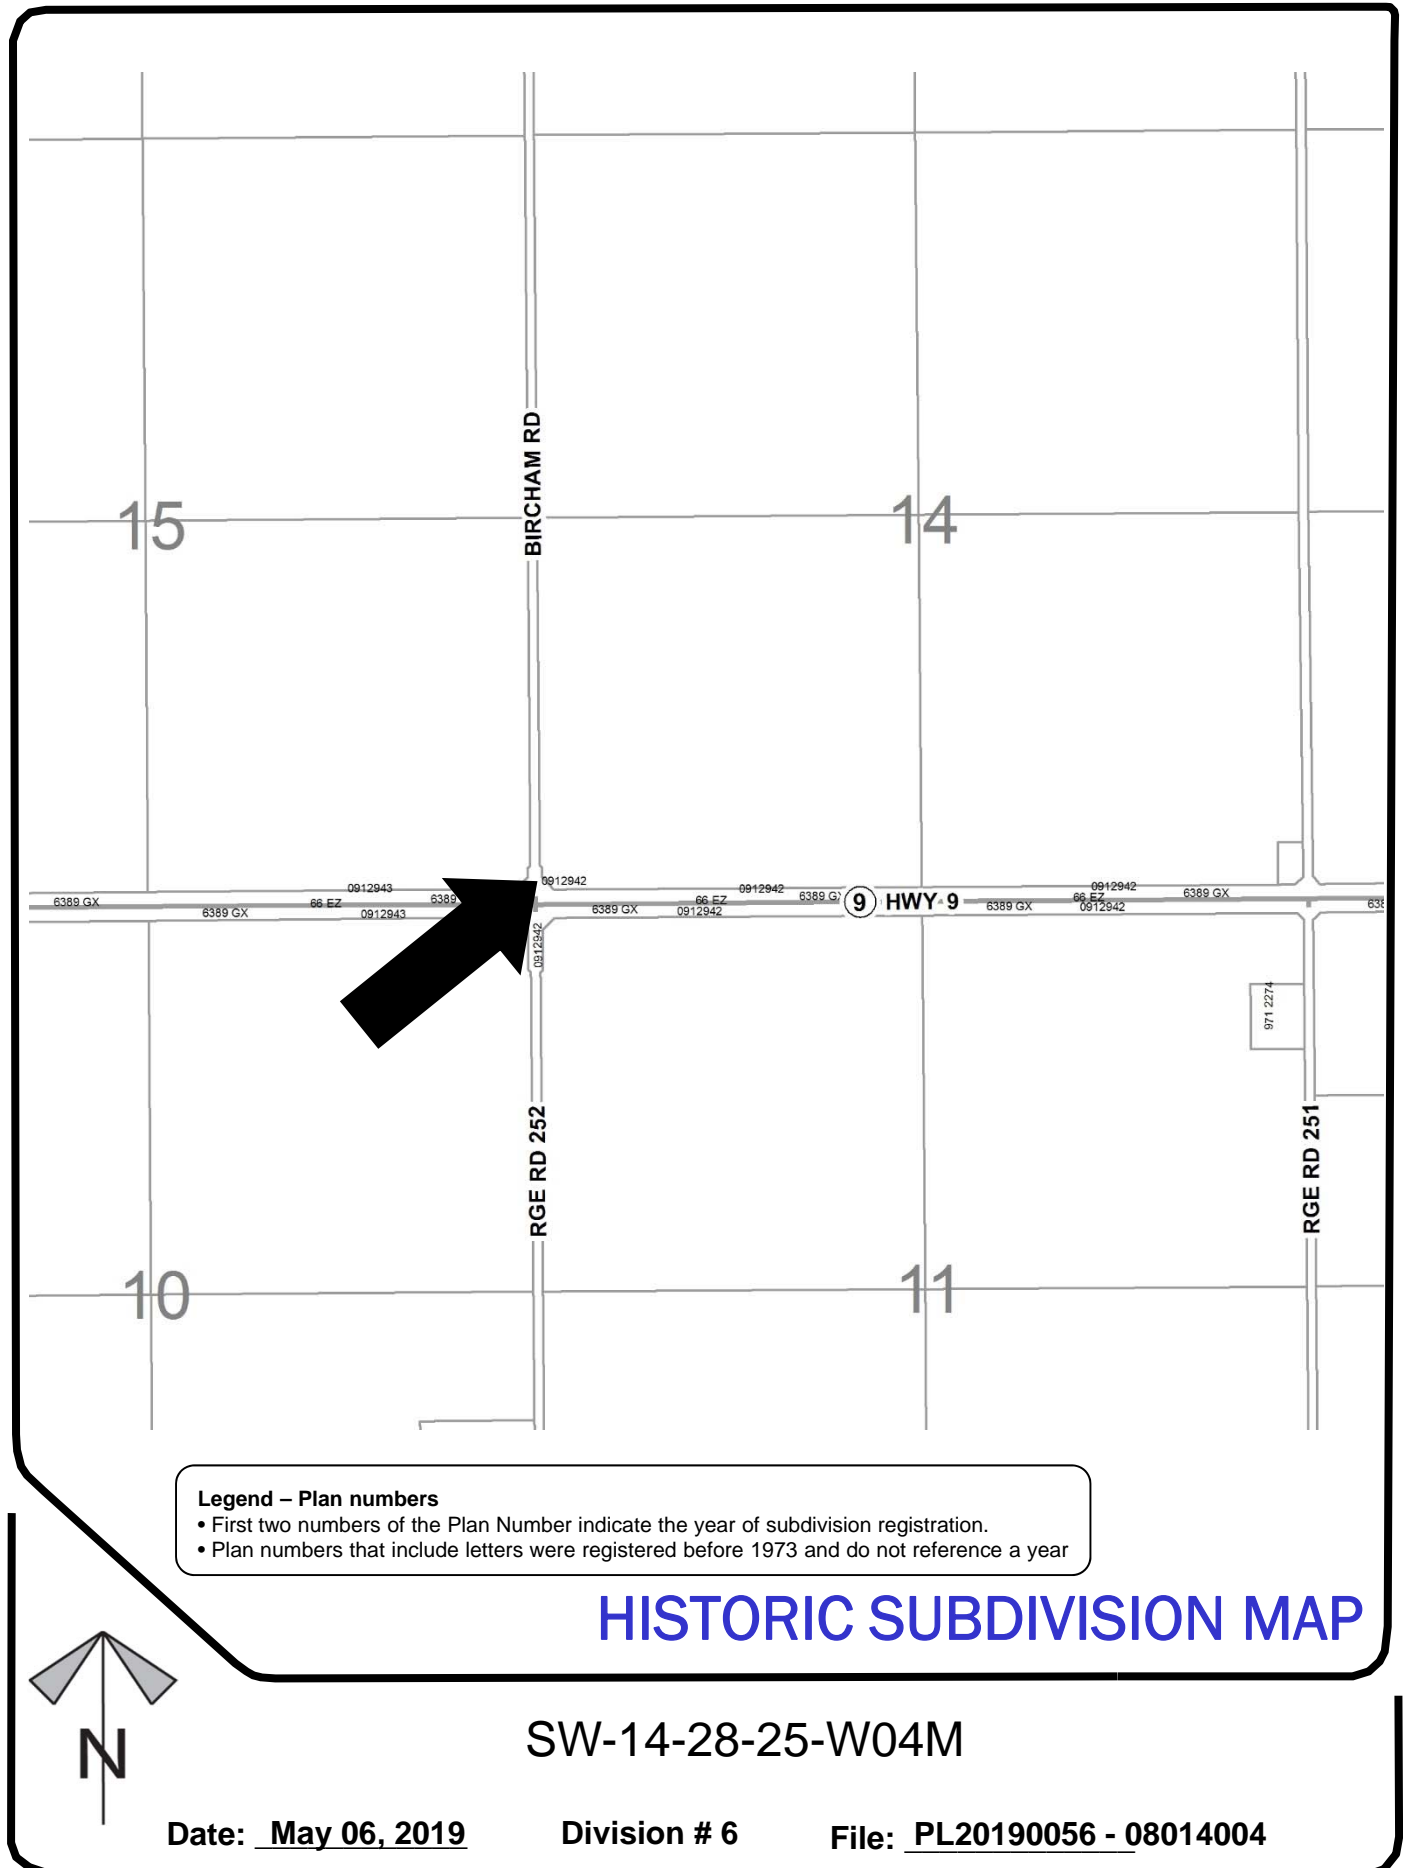 BIRCHAM RD
15
14
0912942
0912943
0912942
0912942
6389 GX
66 EZ
6389
66 EZ
6389 G
9
HWY 9
66 EZ
6389 GX
638
6389 GX
0912943
6389 GX
0912942
6389 GX
0912942
0912942
971 2274
RGE RD 252
RGE RD 251
10
11
Legend – Plan numbers
• First two numbers of the Plan Number indicate the year of subdivision registration.
• Plan numbers that include letters were registered before 1973 and do not reference a year
HISTORIC SUBDIVISION MAP
N
SW-14-28-25-W04M
Date: May 06, 2019 Division # 6 File: PL20190056 - 08014004